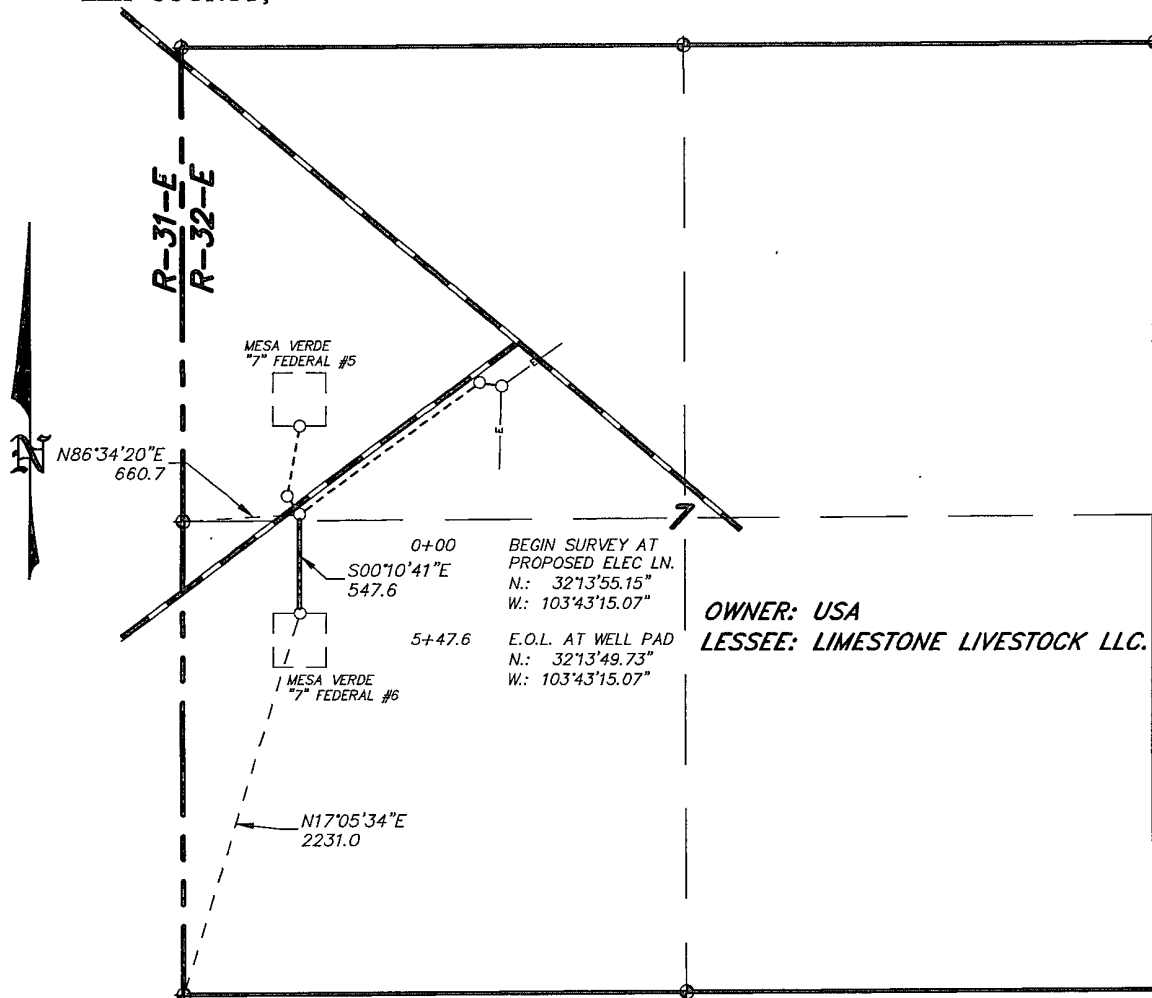 R-31-E
R-32-E
MESA VERDE
"7" FEDERAL #5
E
E
N
N86°34'20"E
660.7
7
0+00 BEGIN SURVEY AT
PROPOSED ELEC LN.
N.: 32°13'55.15"
W.: 103°43'15.07"
S00°10'41"E
547.6
OWNER: USA
LESSEE: LIMESTONE LIVESTOCK LLC.
5+47.6 E.O.L. AT WELL PAD
N.: 32°13'49.73"
W.: 103°43'15.07"
MESA VERDE
"7" FEDERAL #6
N17°05'34"E
2231.0